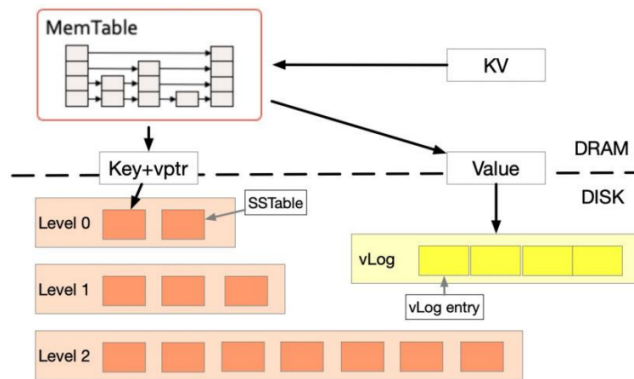 MemTable
KV
Key+vptr
Value
DRAM
DISK
Level 0
SSTable
vLog
Level 1
vLog entry
Level 2